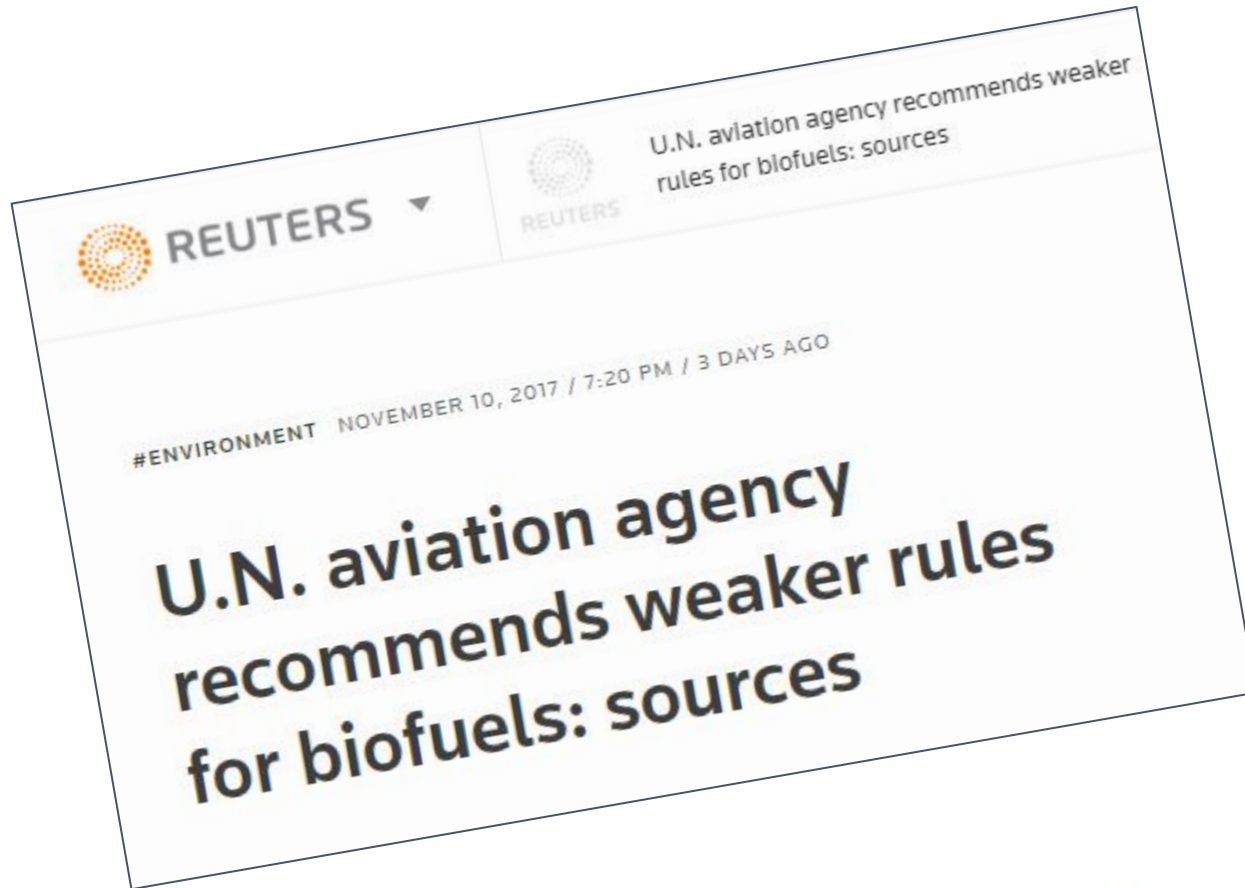 REUTERS
REUTERS
U.N. aviation agency recommends weaker
rules for biofuels: sources
#ENVIRONMENT NOVEMBER 10, 2017 / 7:20 PM / 3 DAYS AGO
U.N. aviation agency
recommends weaker rules
for biofuels: sources